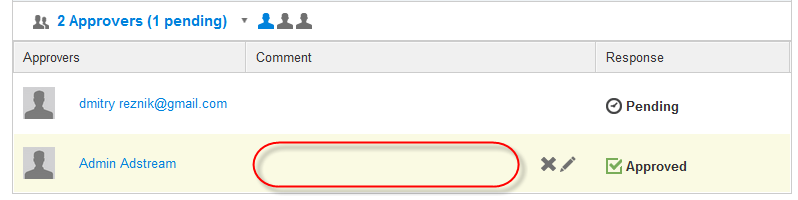 2 Approvers (1 pending)
Approvers Comment Response
dmitry reznik@gmail.com Pending
Admin Adstream Approved